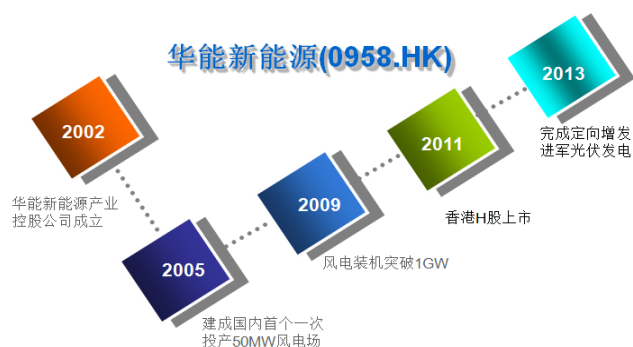 华能新能源(0958.HK)
2002
华能新能源产业
控股公司成立
2005
建成国内首个一次
投产50MW风电场
2009
风电装机突破1GW
2011
香港H股上市
2013
完成定向增发
进军光伏发电